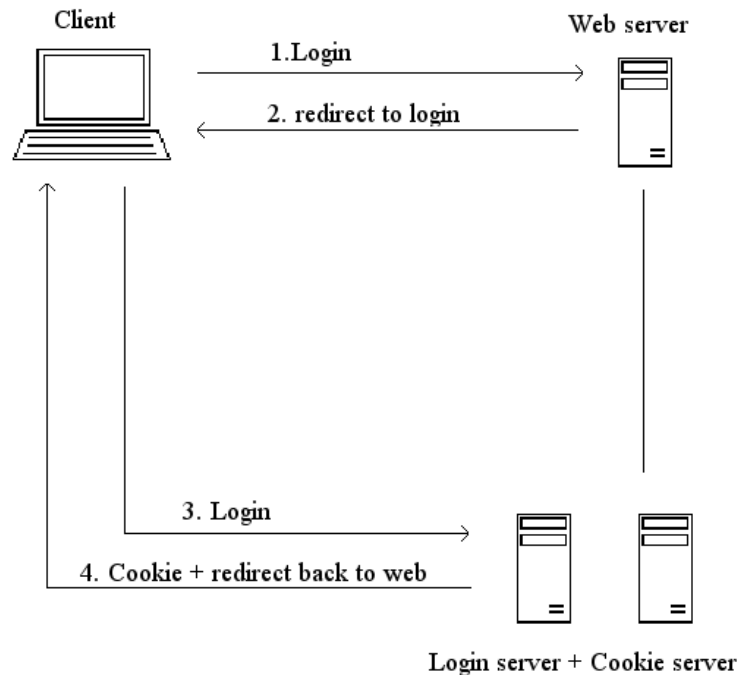 Client
Web server
1.Login
2. redirect to login
3. Login
4. Cookie + redirect back to web
Login server + Cookie server